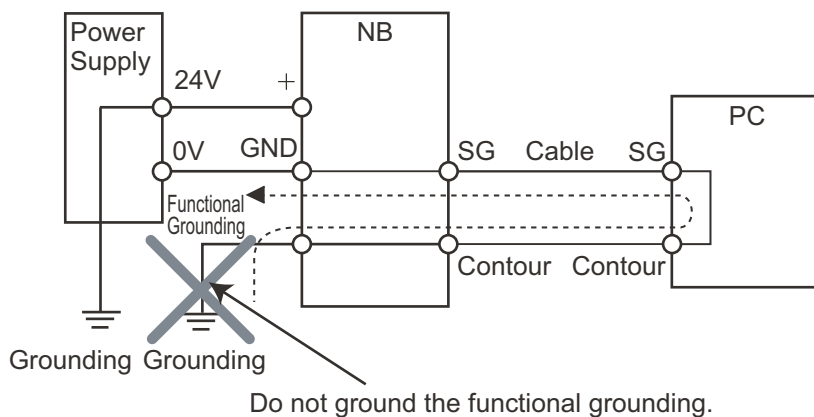 Power
Supply
NB
24V
+
PC
0V
GND
SG
Cable
SG
Functional
Grounding
Contour
Contour
Grounding
Grounding
Do not ground the functional grounding.